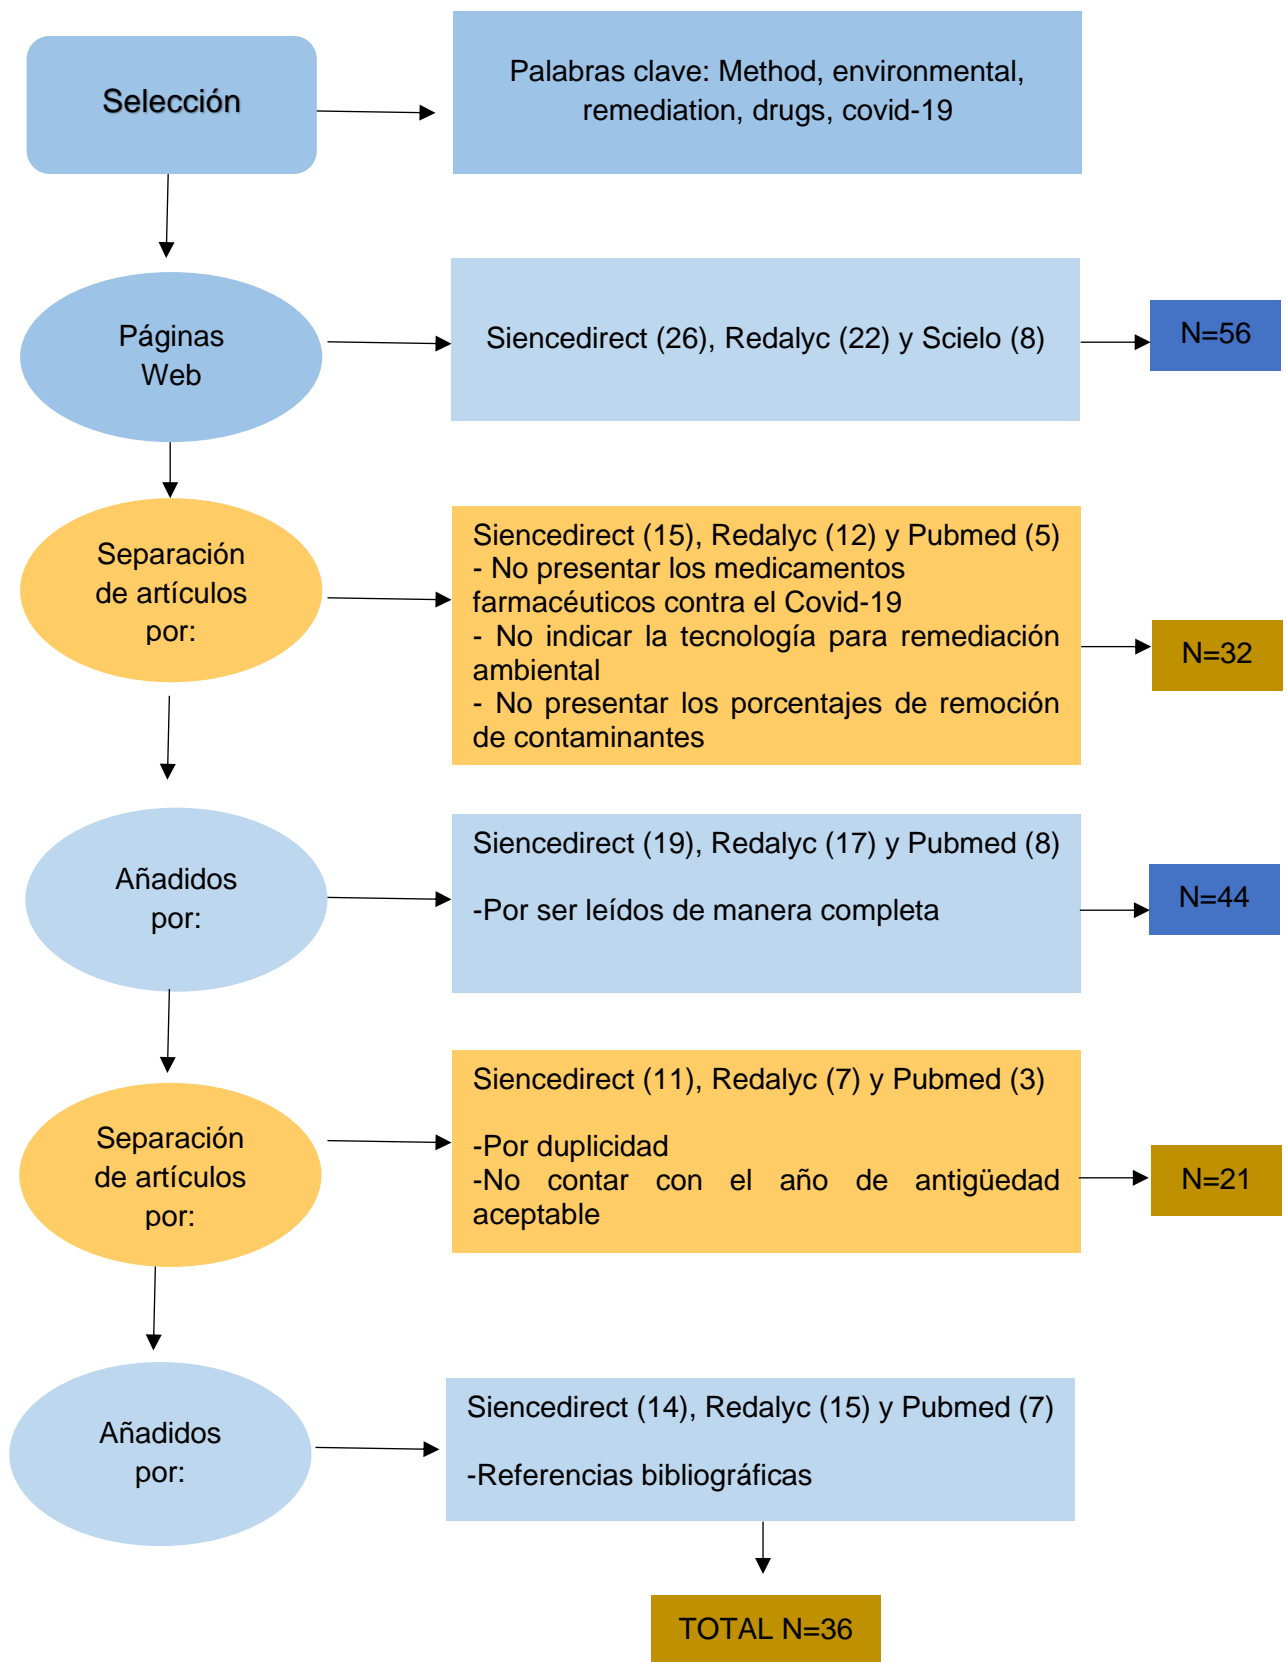 Selección
Palabras clave: Method, environmental,
remediation, drugs, covid-19
Páginas
Web
Siencedirect (26), Redalyc (22) y Scielo (8)
N=56
Separación
de artículos
por:
Siencedirect (15), Redalyc (12) y Pubmed (5)
- No presentar los medicamentos
farmacéuticos contra el Covid-19
- No indicar la tecnología para remediación
ambiental
- No presentar los porcentajes de remoción
de contaminantes
N=32
Añadidos
por:
Siencedirect (19), Redalyc (17) y Pubmed (8)
-Por ser leídos de manera completa
N=44
Separación
de artículos
por:
Siencedirect (11), Redalyc (7) y Pubmed (3)
-Por duplicidad
-No contar con el año de antigüedad
aceptable
N=21
Añadidos
por:
Siencedirect (14), Redalyc (15) y Pubmed (7)
-Referencias bibliográficas
TOTAL N=36